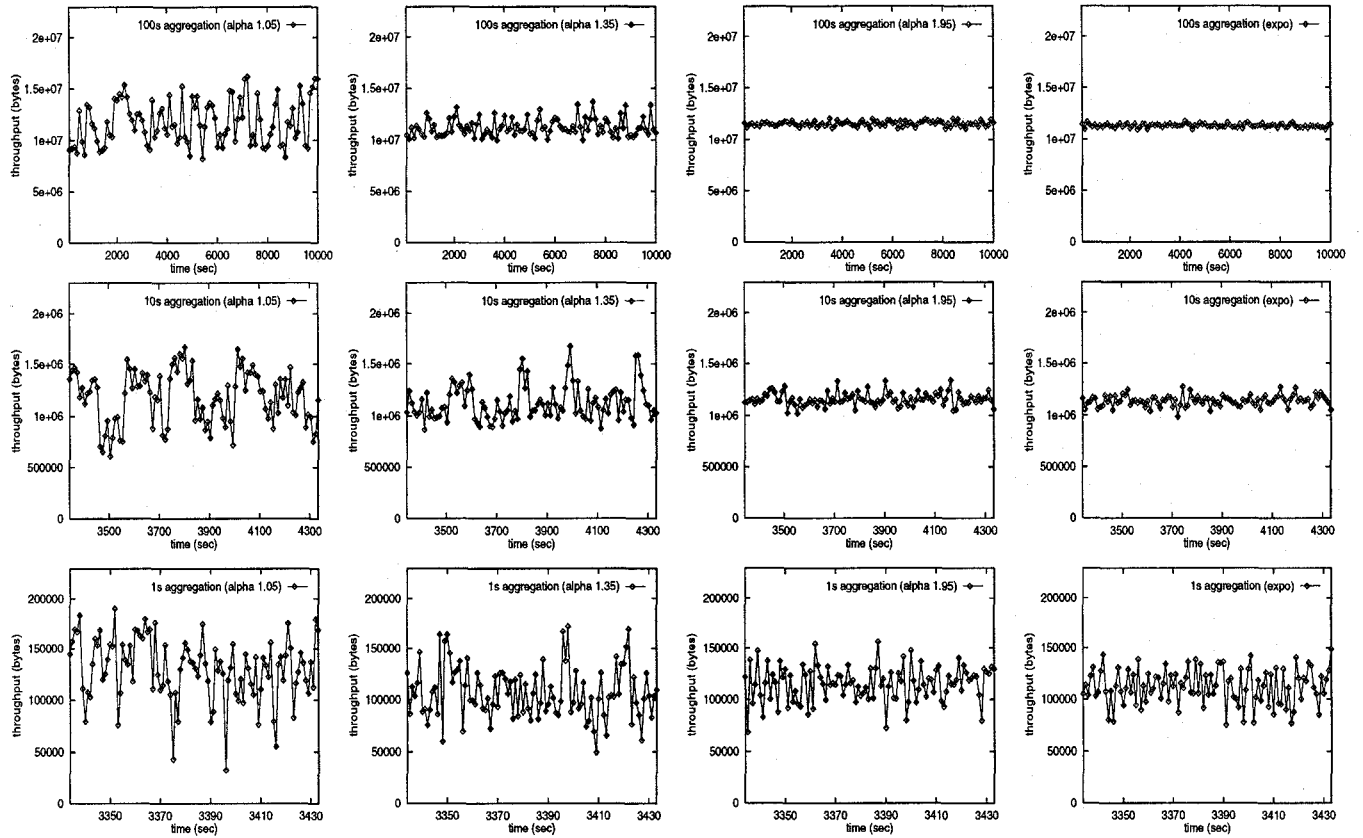 100s aggregation (alpha 1.05)
2e+07
1.5e+07
1e+07
5e+06
0
throughput (bytes)
2000 4000 6000 8000 10000
time (sec)
100s aggregation (alpha 1.35)
2e+07
1.5e+07
1e+07
5e+06
0
throughput (bytes)
2000 4000 6000 8000 10000
time (sec)
100s aggregation (alpha 1.95)
2e+07
1.5e+07
1e+07
5e+06
0
throughput (bytes)
2000 4000 6000 8000 10000
time (sec)
100s aggregation (expo)
2e+07
1.5e+07
1e+07
5e+06
0
throughput (bytes)
2000 4000 6000 8000 10000
time (sec)
10s aggregation (alpha 1.05)
2e+06
1.5e+06
1e+06
500000
0
throughput (bytes)
3500 3700 3900 4100 4300
time (sec)
10s aggregation (alpha 1.35)
2e+06
1.5e+06
1e+06
500000
0
throughput (bytes)
3500 3700 3900 4100 4300
time (sec)
10s aggregation (alpha 1.95)
2e+06
1.5e+06
1e+06
500000
0
throughput (bytes)
3500 3700 3900 4100 4300
time (sec)
10s aggregation (expo)
2e+06
1.5e+06
1e+06
500000
0
throughput (bytes)
3500 3700 3900 4100 4300
time (sec)
1s aggregation (alpha 1.05)
200000
150000
100000
50000
0
throughput (bytes)
3350 3370 3390 3410 3430
time (sec)
1s aggregation (alpha 1.35)
200000
150000
100000
50000
0
throughput (bytes)
3350 3370 3390 3410 3430
time (sec)
1s aggregation (alpha 1.95)
200000
150000
100000
50000
0
throughput (bytes)
3350 3370 3390 3410 3430
time (sec)
1s aggregation (expo)
200000
150000
100000
50000
0
throughput (bytes)
3350 3370 3390 3410 3430
time (sec)